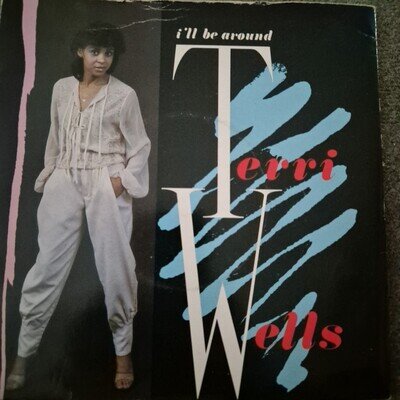 i'll be around
Terri
Wells